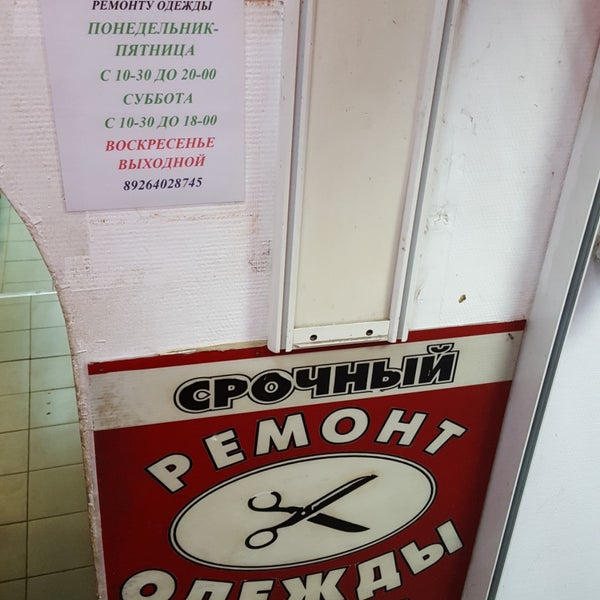 РЕМОНТУ ОДЕЖДЫ
ПОНЕДЕЛЬНИК-
ПЯТНИЦА
С 10-30 ДО 20-00
СУББОТА
С 10-30 ДО 18-00
ВОСКРЕСЕНЬЕ
ВЫХОДНОЙ
89264028745
СРОЧНЫЙ
РЕМОНТ
ОДЕЖДЫ